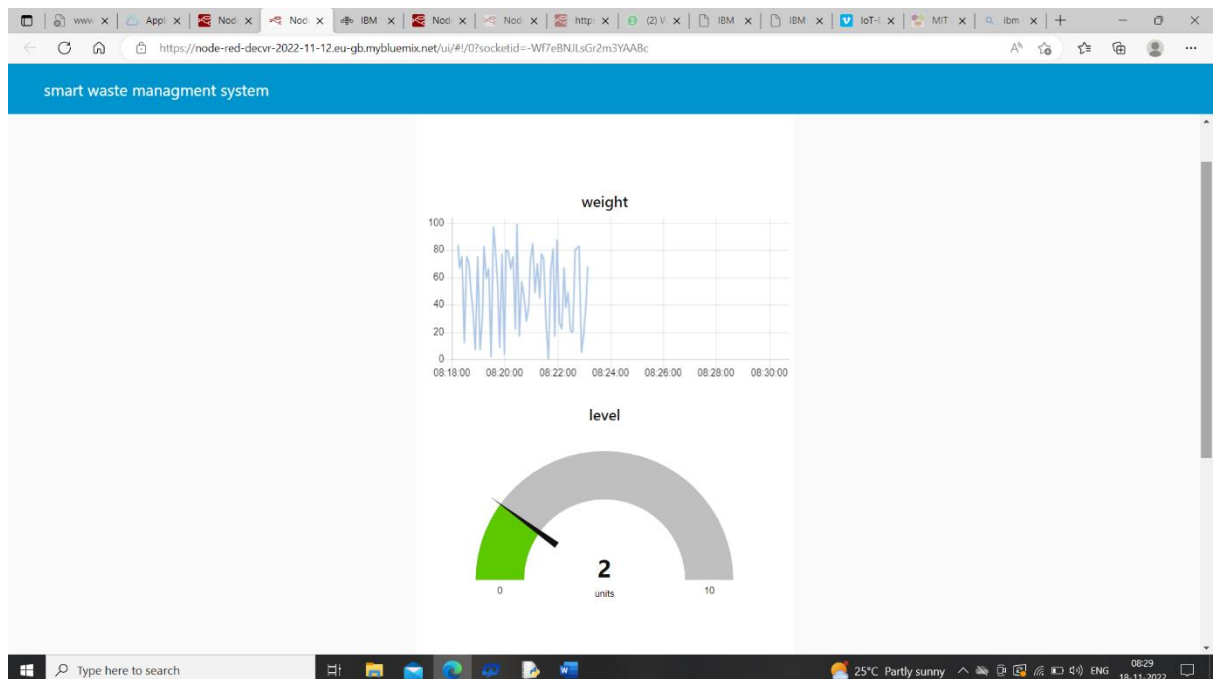 www
Appl
Nod
Nod
IBM
Nod
Nod
http:
(2) V
IBM
IBM
IoT-
MIT
ibm
https://node-red-decvr-2022-11-12.eu-gb.mybluemix.net/ui/#!/0?socketid=-Wf7eBNJLsGr2m3YAABc
smart waste managment system
weight
100
80
60
40
20
0
08:18:00 08:20:00 08:22:00 08:24:00 08:26:00 08:28:00 08:30:00
level
2
0 units 10
Type here to search
25°C Partly sunny
ENG
08:29
18-11-2022